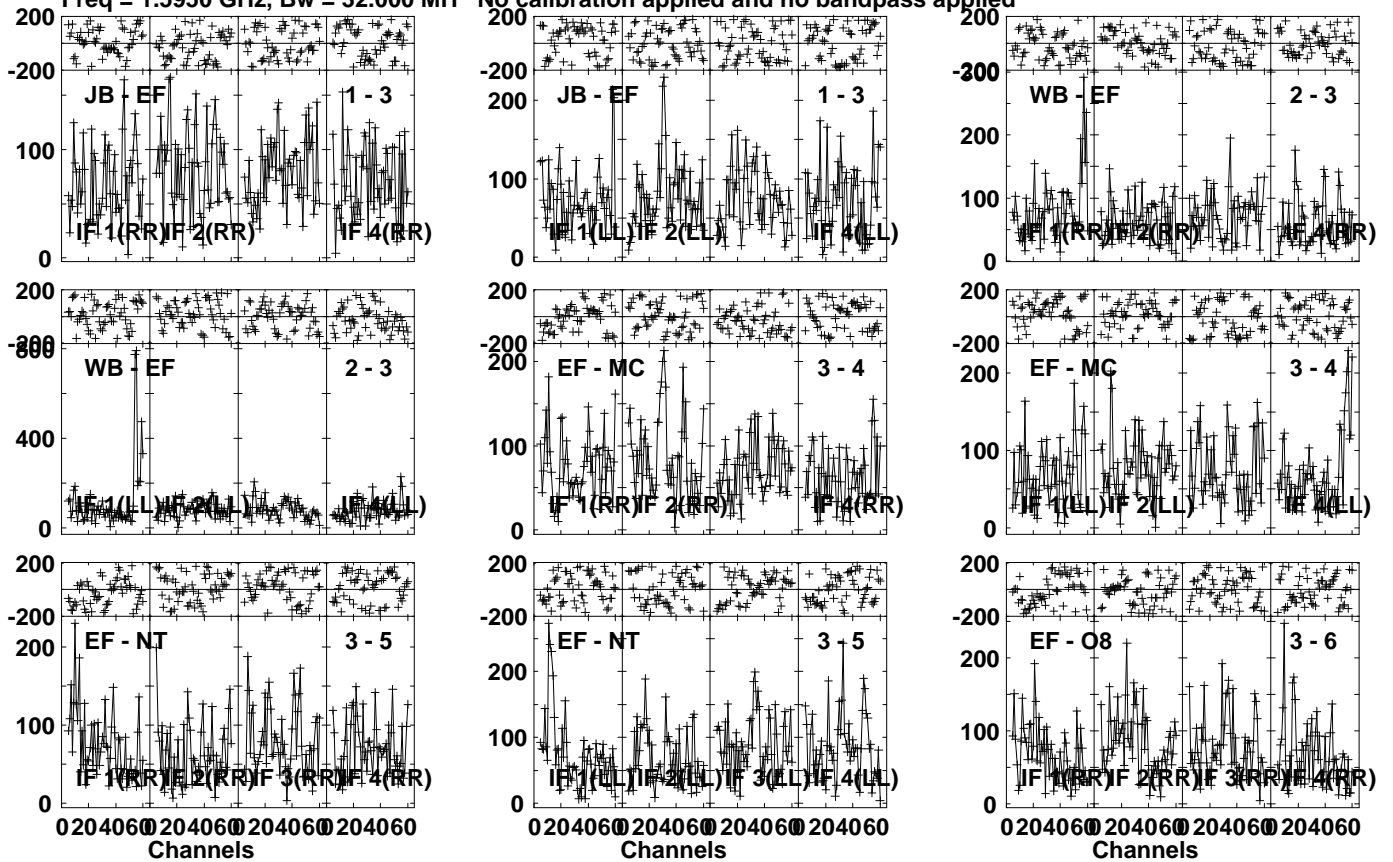 Freq = 1.5950 GHz, Bw = 32.000 MH No calibration applied and no bandpass applied
200
-200
JB - EF 1 - 3
100
0
IF 1(RR) IF 2(RR) IF 4(RR)
200
-200
JB - EF 1 - 3
200
100
0
IF 1(LL) IF 2(LL) IF 4(LL)
200
-200
300
WB - EF 2 - 3
200
100
0
IF 1(RR) IF 2(RR) IF 4(RR)
200
-200
800
WB - EF 2 - 3
400
0
IF 1(LL) IF 2(LL) IF 4(LL)
200
-200
EF - MC 3 - 4
200
100
0
IF 1(RR) IF 2(RR) IF 4(RR)
200
-200
EF - MC 3 - 4
200
100
0
IF 1(LL) IF 2(LL) IF 4(LL)
200
-200
EF - NT 3 - 5
200
100
0
IF 1(RR) IF 2(RR) IF 3(RR) IF 4(RR)
0 20 40 60 0 20 40 60 0 20 40 60 0 20 40 60
Channels
200
-200
EF - NT 3 - 5
200
100
0
IF 1(LL) IF 2(LL) IF 3(LL) IF 4(LL)
0 20 40 60 0 20 40 60 0 20 40 60 0 20 40 60
Channels
200
-200
EF - O8 3 - 6
200
100
0
IF 1(RR) IF 2(RR) IF 3(RR) IF 4(RR)
0 20 40 60 0 20 40 60 0 20 40 60 0 20 40 60
Channels